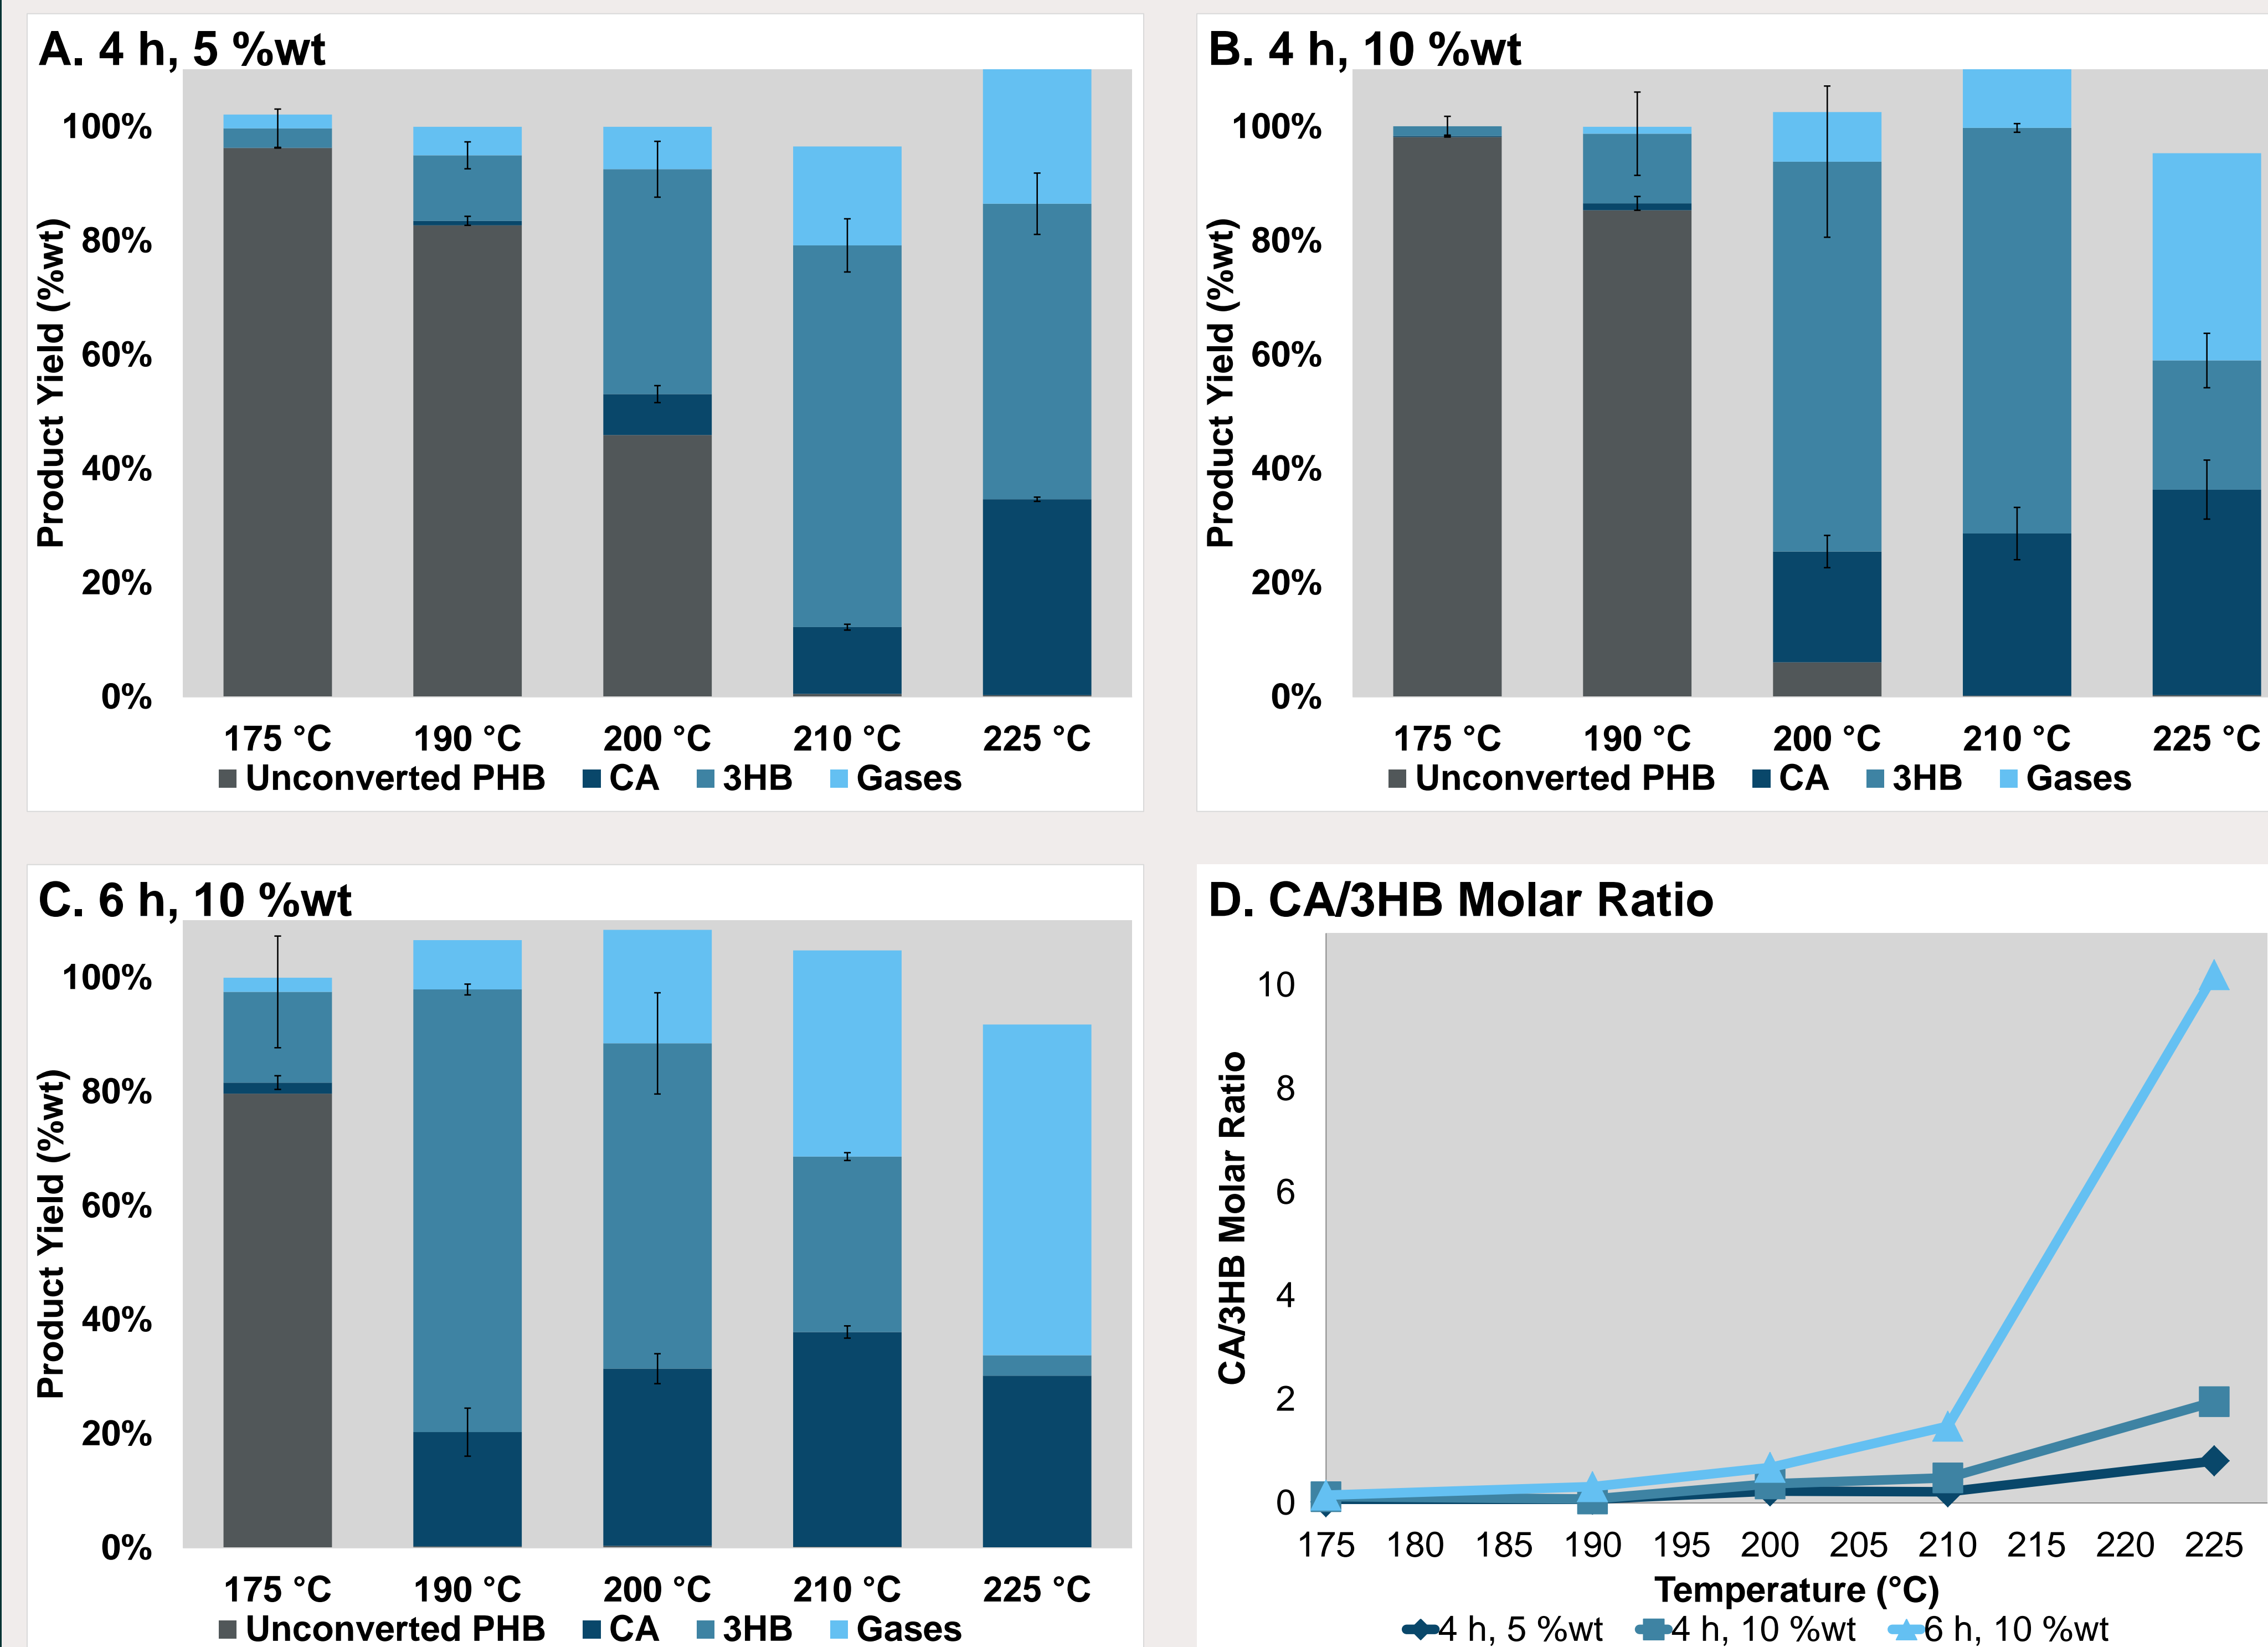 A. 4 h, 5 %wt
Product Yield (%wt)
100%
80%
60%
40%
20%
0%
175 °C 190 °C 200 °C 210 °C 225 °C
Unconverted PHB CA 3HB Gases
B. 4 h, 10 %wt
Product Yield (%wt)
100%
80%
60%
40%
20%
0%
175 °C 190 °C 200 °C 210 °C 225 °C
Unconverted PHB CA 3HB Gases
C. 6 h, 10 %wt
Product Yield (%wt)
100%
80%
60%
40%
20%
0%
175 °C 190 °C 200 °C 210 °C 225 °C
Unconverted PHB CA 3HB Gases
D. CA/3HB Molar Ratio
CA/3HB Molar Ratio
10
8
6
4
2
0
175 180 185 190 195 200 205 210 215 220 225
Temperature (°C)
4 h, 5 %wt 4 h, 10 %wt 6 h, 10 %wt